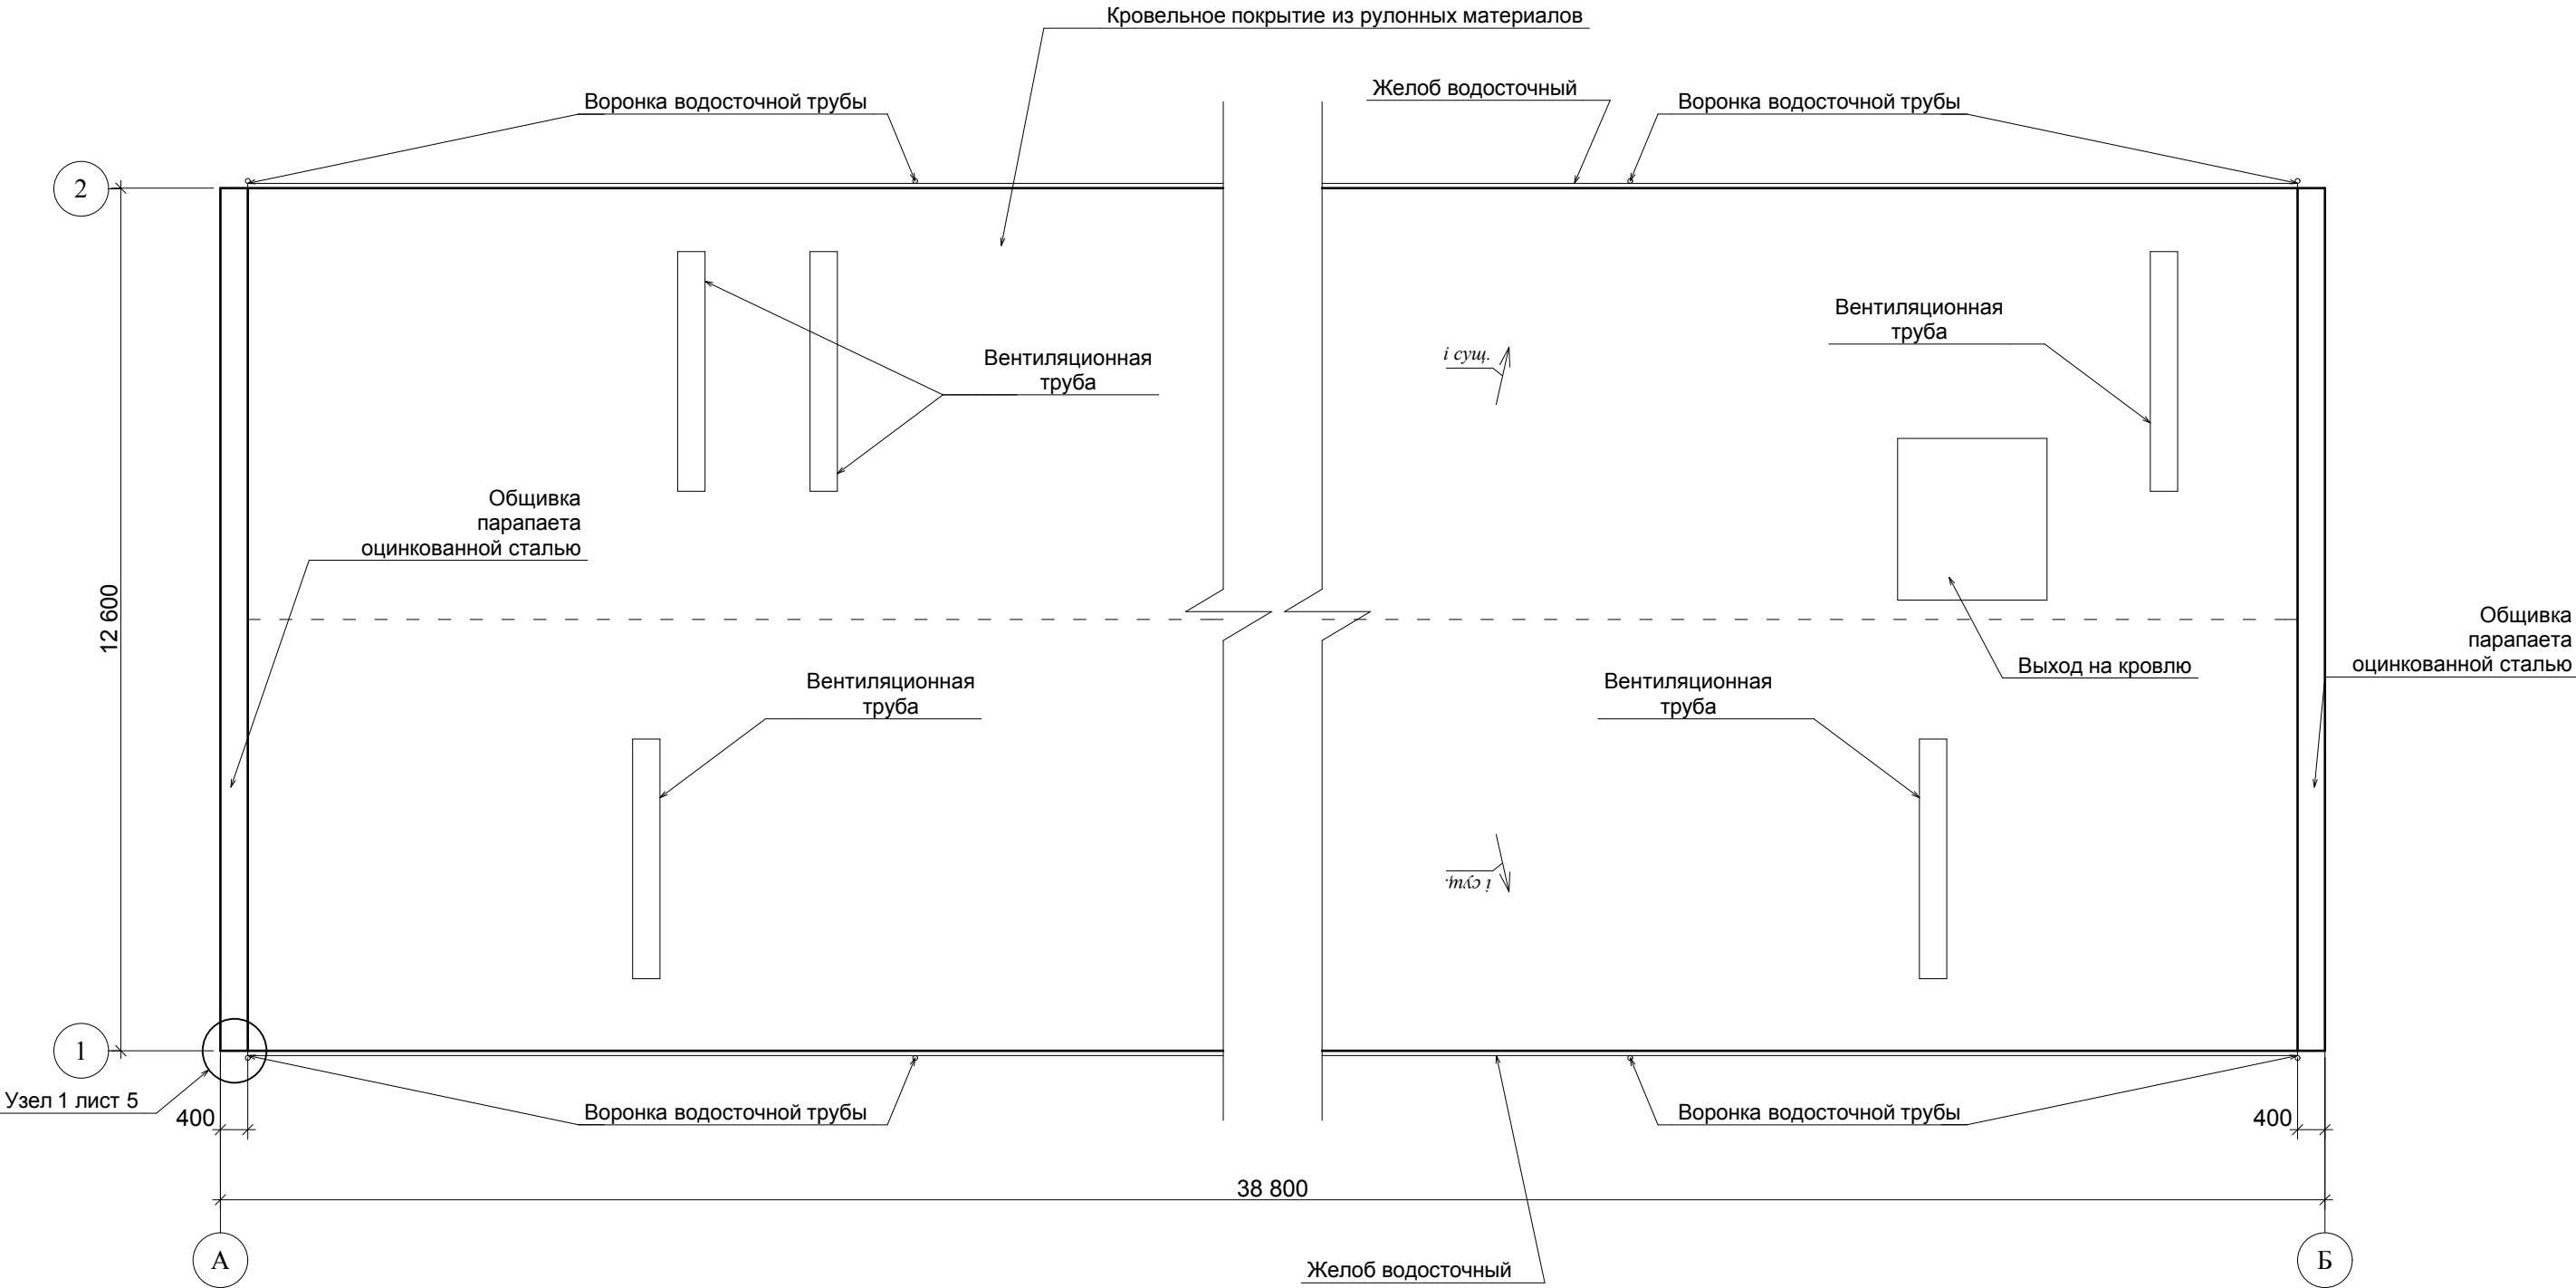 Кровельное покрытие из рулонных материалов
Желоб водосточный
Воронка водосточной трубы
Воронка водосточной трубы
2
Вентиляционная
труба
Вентиляционная
труба
i сущ.
Общивка
парапаета
оцинкованной сталью
12 600
Общивка
парапаета
оцинкованной сталью
Выход на кровлю
Вентиляционная
труба
Вентиляционная
труба
i сущ.
1
Узел 1 лист 5
400
Воронка водосточной трубы
Воронка водосточной трубы
400
38 800
А
Б
Желоб водосточный